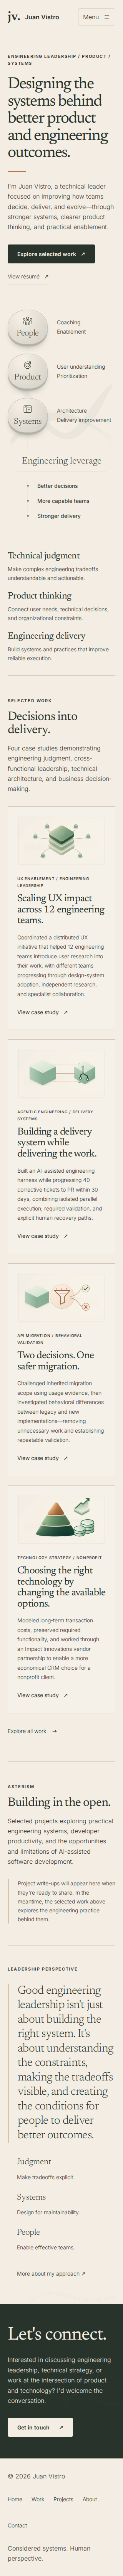 jv. Juan Vistro
Menu
ENGINEERING LEADERSHIP / PRODUCT /
SYSTEMS
Designing the
systems behind
better product
and engineering
outcomes.
I'm Juan Vistro, a technical leader
focused on improving how teams
decide, deliver, and evolve—through
stronger systems, clearer product
thinking, and practical enablement.
Explore selected work ↗
View résumé ↗
People
Coaching
Enablement
Product
User understanding
Prioritization
Systems
Architecture
Delivery improvement
Engineering leverage
Better decisions
More capable teams
Stronger delivery
Technical judgment
Make complex engineering tradeoffs
understandable and actionable.
Product thinking
Connect user needs, technical decisions,
and organizational constraints.
Engineering delivery
Build systems and practices that improve
reliable execution.
SELECTED WORK
Decisions into
delivery.
Four case studies demonstrating
engineering judgment, cross-
functional leadership, technical
architecture, and business decision-
making.
UX ENABLEMENT / ENGINEERING
LEADERSHIP
Scaling UX impact
across 12 engineering
teams.
Coordinated a distributed UX
initiative that helped 12 engineering
teams introduce user research into
their work, with different teams
progressing through design-system
adoption, independent research,
and specialist collaboration.
View case study ↗
AGENTIC ENGINEERING / DELIVERY
SYSTEMS
Building a delivery
system while
delivering the work.
Built an AI-assisted engineering
harness while progressing 40
corrective tickets to PR within 30
days, combining isolated parallel
execution, required validation, and
explicit human recovery paths.
View case study ↗
API MIGRATION / BEHAVIORAL
VALIDATION
Two decisions. One
safer migration.
Challenged inherited migration
scope using usage evidence, then
investigated behavioral differences
between legacy and new
implementations—removing
unnecessary work and establishing
repeatable validation.
View case study ↗
TECHNOLOGY STRATEGY / NONPROFIT
Choosing the right
technology by
changing the available
options.
Modeled long-term transaction
costs, preserved required
functionality, and worked through
an Impact Innovations vendor
partnership to enable a more
economical CRM choice for a
nonprofit client.
View case study ↗
Explore all work →
ASTERISM
Building in the open.
Selected projects exploring practical
engineering systems, developer
productivity, and the opportunities
and limitations of AI-assisted
software development.
Project write-ups will appear here when
they're ready to share. In the
meantime, the selected work above
explores the engineering practice
behind them.
LEADERSHIP PERSPECTIVE
Good engineering
leadership isn't just
about building the
right system. It's
about understanding
the constraints,
making the tradeoffs
visible, and creating
the conditions for
people to deliver
better outcomes.
Judgment
Make tradeoffs explicit.
Systems
Design for maintainability.
People
Enable effective teams.
More about my approach ↗
Let's connect.
Interested in discussing engineering
leadership, technical strategy, or
work at the intersection of product
and technology? I'd welcome the
conversation.
Get in touch ↗
© 2026 Juan Vistro
Home Work Projects About
Contact
Considered systems. Human
perspective.